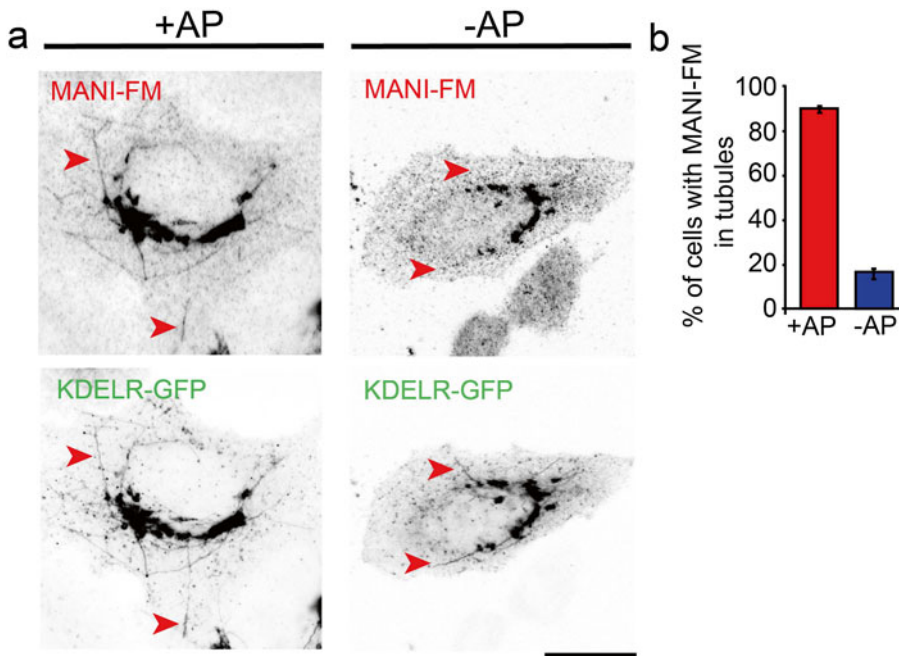 a
+AP
-AP
MANI-FM
MANI-FM
KDELR-GFP
KDELR-GFP
b
% of cells with MANI-FM
in tubules
100
80
60
40
20
0
+AP
-AP